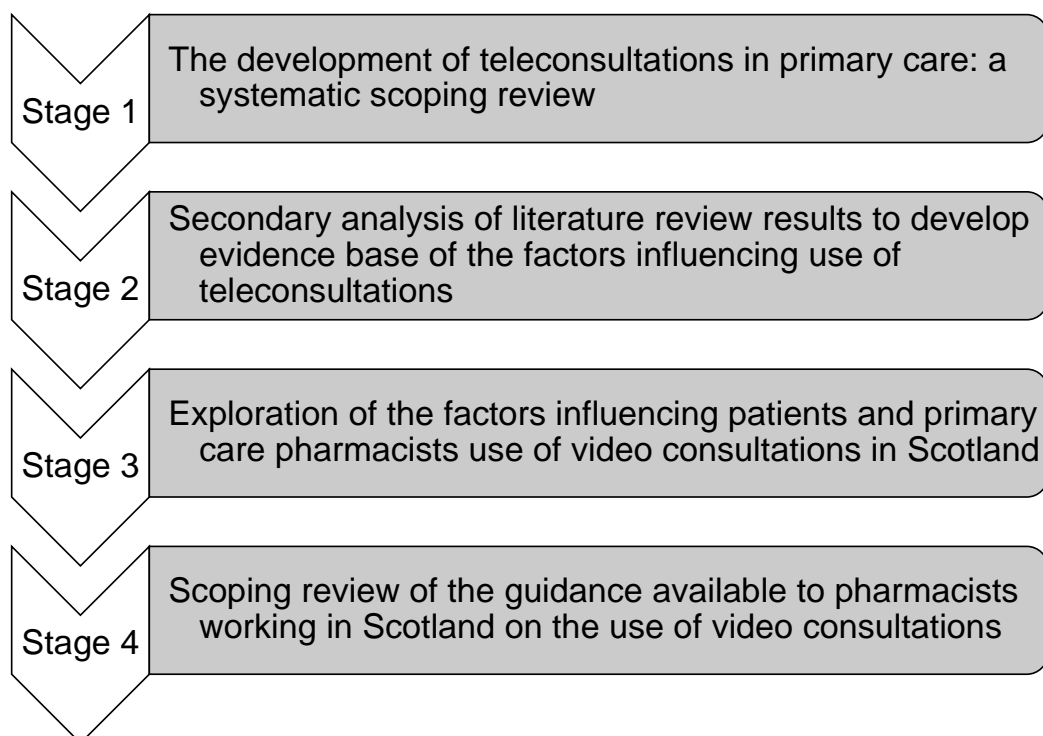 Stage 1
The development of teleconsultations in primary care: a
systematic scoping review
Stage 2
Secondary analysis of literature review results to develop
evidence base of the factors influencing use of
teleconsultations
Stage 3
Exploration of the factors influencing patients and primary
care pharmacists use of video consultations in Scotland
Stage 4
Scoping review of the guidance available to pharmacists
working in Scotland on the use of video consultations